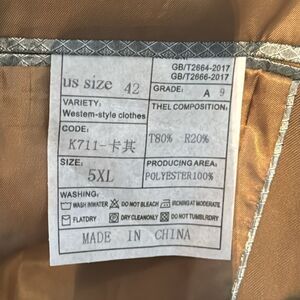 GB/T2664-2017
GB/T2666-2017
us size 42
GRADE: A 9
VARIETY:
Westem-style clothes
THEL COMPOSITION:
CODE:
K711-卡其
T80% R20%
SIZE:
5XL
PRODUCING AREA:
POLYESTER100%
WASHING:
WASH INWATER DO NOT BLEACH IRONING AT MODERATE
FLATDRY DRY CLEANONLY DO NOT TUMBLRDRY
MADE IN CHINA